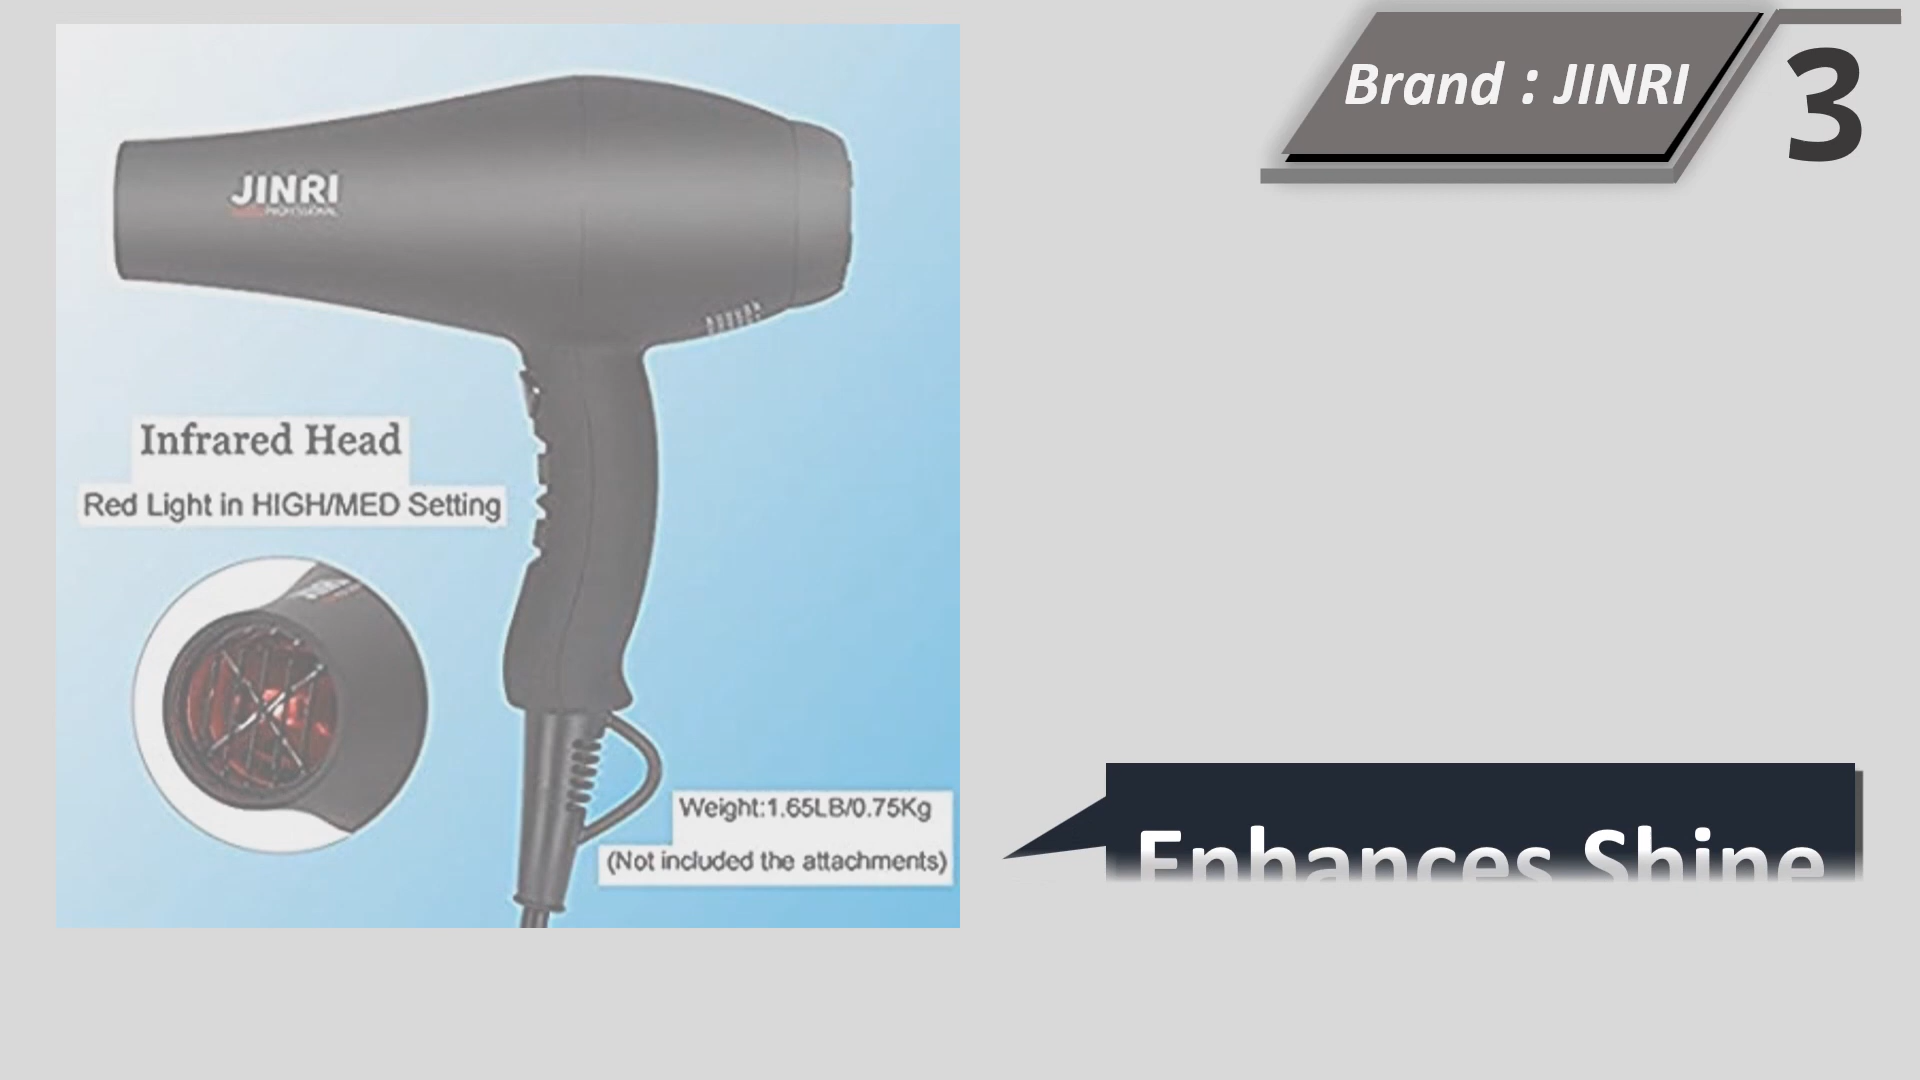 Brand : JINRI
3
JINRI
PROFESSIONAL
Infrared Head
Red Light in HIGH/MED Setting
Weight:1.65LB/0.75Kg
(Not included the attachments)
Enhances Shine